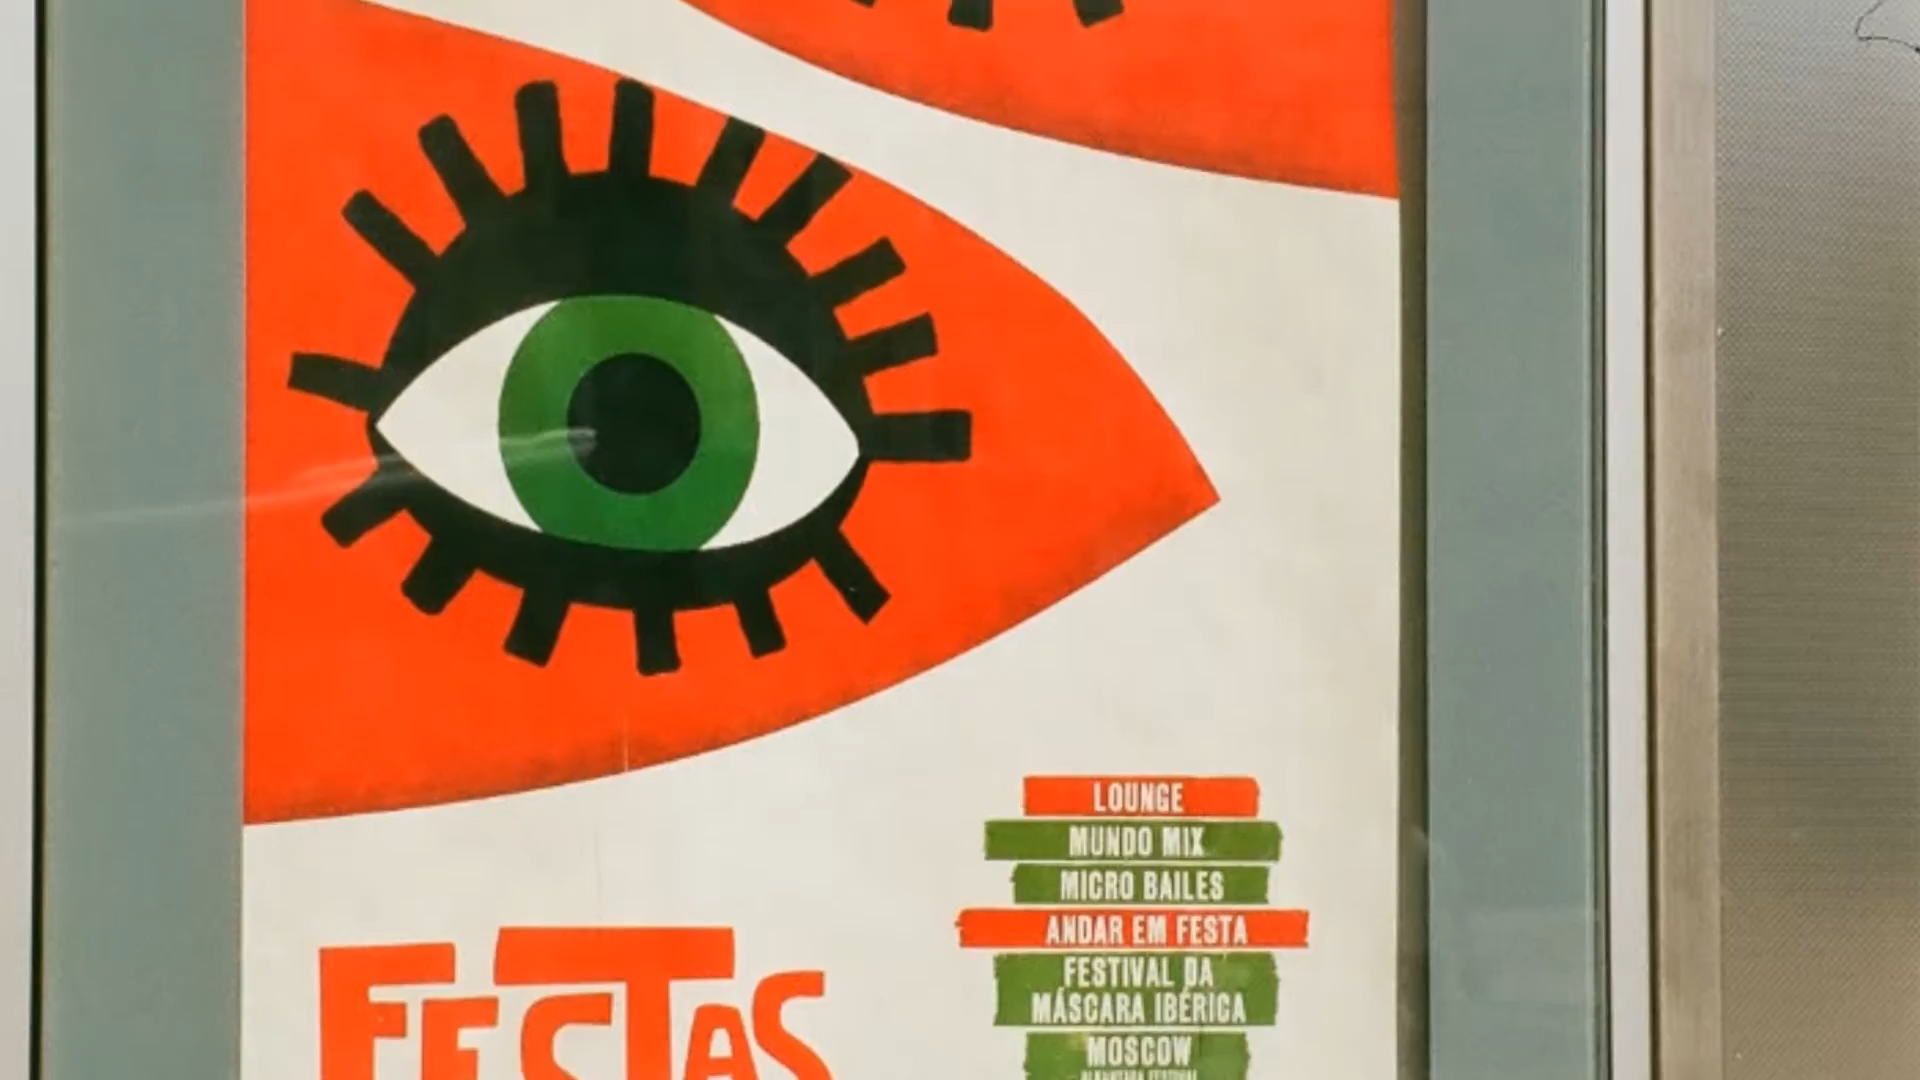 LOUNGE
MUNDO MIX
MICRO BAILES
ANDAR EM FESTA
FESTIVAL DA
MÁSCARA IBÉRICA
MOSCOW
FESTAS